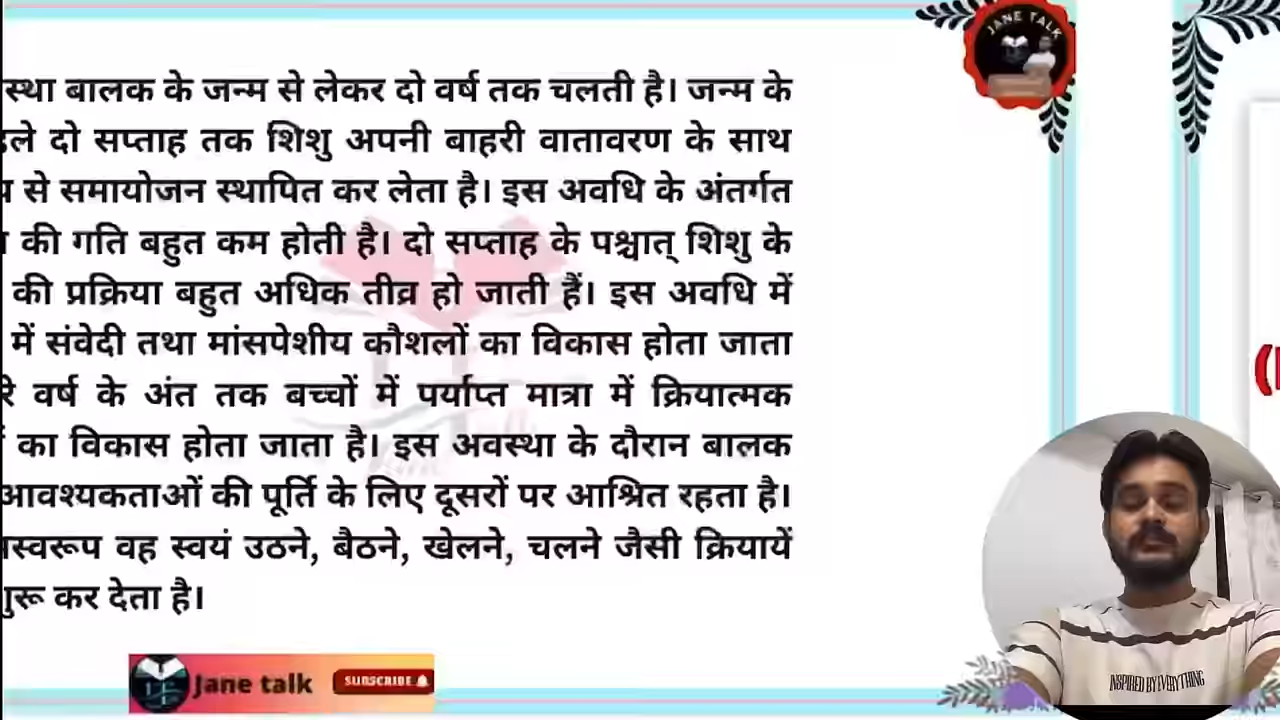 JANE TALK
स्था बालक के जन्म से लेकर दो वर्ष तक चलती है। जन्म के
दो सप्ताह तक शिशु अपनी बाहरी वातावरण के साथ
से समायोजन स्थापित कर लेता है। इस अवधि के अंतर्गत
की गति बहुत कम होती है। दो सप्ताह के पश्चात् शिशु के
की प्रक्रिया बहुत अधिक तीव्र हो जाती हैं। इस अवधि में
में संवेदी तथा मांसपेशीय कौशलों का विकास होता जाता
वर्ष के अंत तक बच्चों में पर्याप्त मात्रा में क्रियात्मक
का विकास होता जाता है। इस अवस्था के दौरान बालक
आवश्यकताओं की पूर्ति के लिए दूसरों पर आश्रित रहता है।
वह स्वयं उठने, बैठने, खेलने, चलने जैसी क्रियायें
कर देता है।
INSPIRED BY EVERYTHING
Jane talk SUBSCRIBE